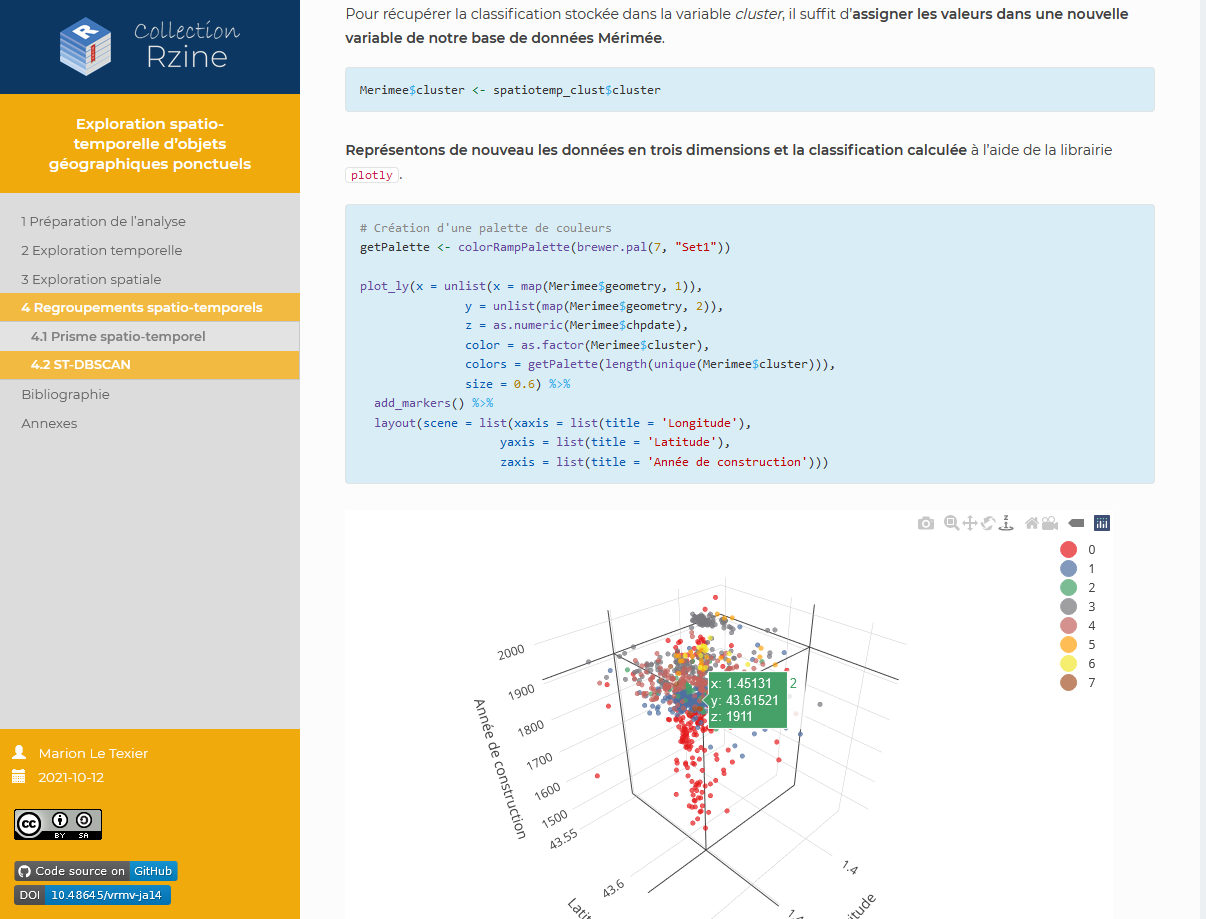 Collection
Rzine
Exploration spatio-
temporelle d'objets
géographiques ponctuels
1 Préparation de l'analyse
2 Exploration temporelle
3 Exploration spatiale
4 Regroupements spatio-temporels
4.1 Prisme spatio-temporel
4.2 ST-DBSCAN
Bibliographie
Annexes
Marion Le Texier
2021-10-12
cc BY SA
Code source on GitHub
DOI 10.48645/vrmv-ja14
Pour récupérer la classification stockée dans la variable cluster, il suffit d'assigner les valeurs dans une nouvelle
variable de notre base de données Mérimée.
Merimee$cluster <- spatiotemp_clust$cluster
Représentons de nouveau les données en trois dimensions et la classification calculée à l'aide de la librairie
plotly.
# Création d'une palette de couleurs
getPalette <- colorRampPalette(brewer.pal(7, "Set1"))
plot_ly(x = unlist(x = map(Merimee$geometry, 1)),
y = unlist(map(Merimee$geometry, 2)),
z = as.numeric(Merimee$chpdate),
color = as.factor(Merimee$cluster),
colors = getPalette(length(unique(Merimee$cluster))),
size = 0.6) %>%
add_markers() %>%
layout(scene = list(xaxis = list(title = 'Longitude'),
yaxis = list(title = 'Latitude'),
zaxis = list(title = 'Année de construction')))
0
1
2
3
4
5
6
7
2000
1900
1800
1700
1600
1500
Année de construction
x: 1.45131
y: 43.61521
z: 1911
2
43.55
43.6
1.4